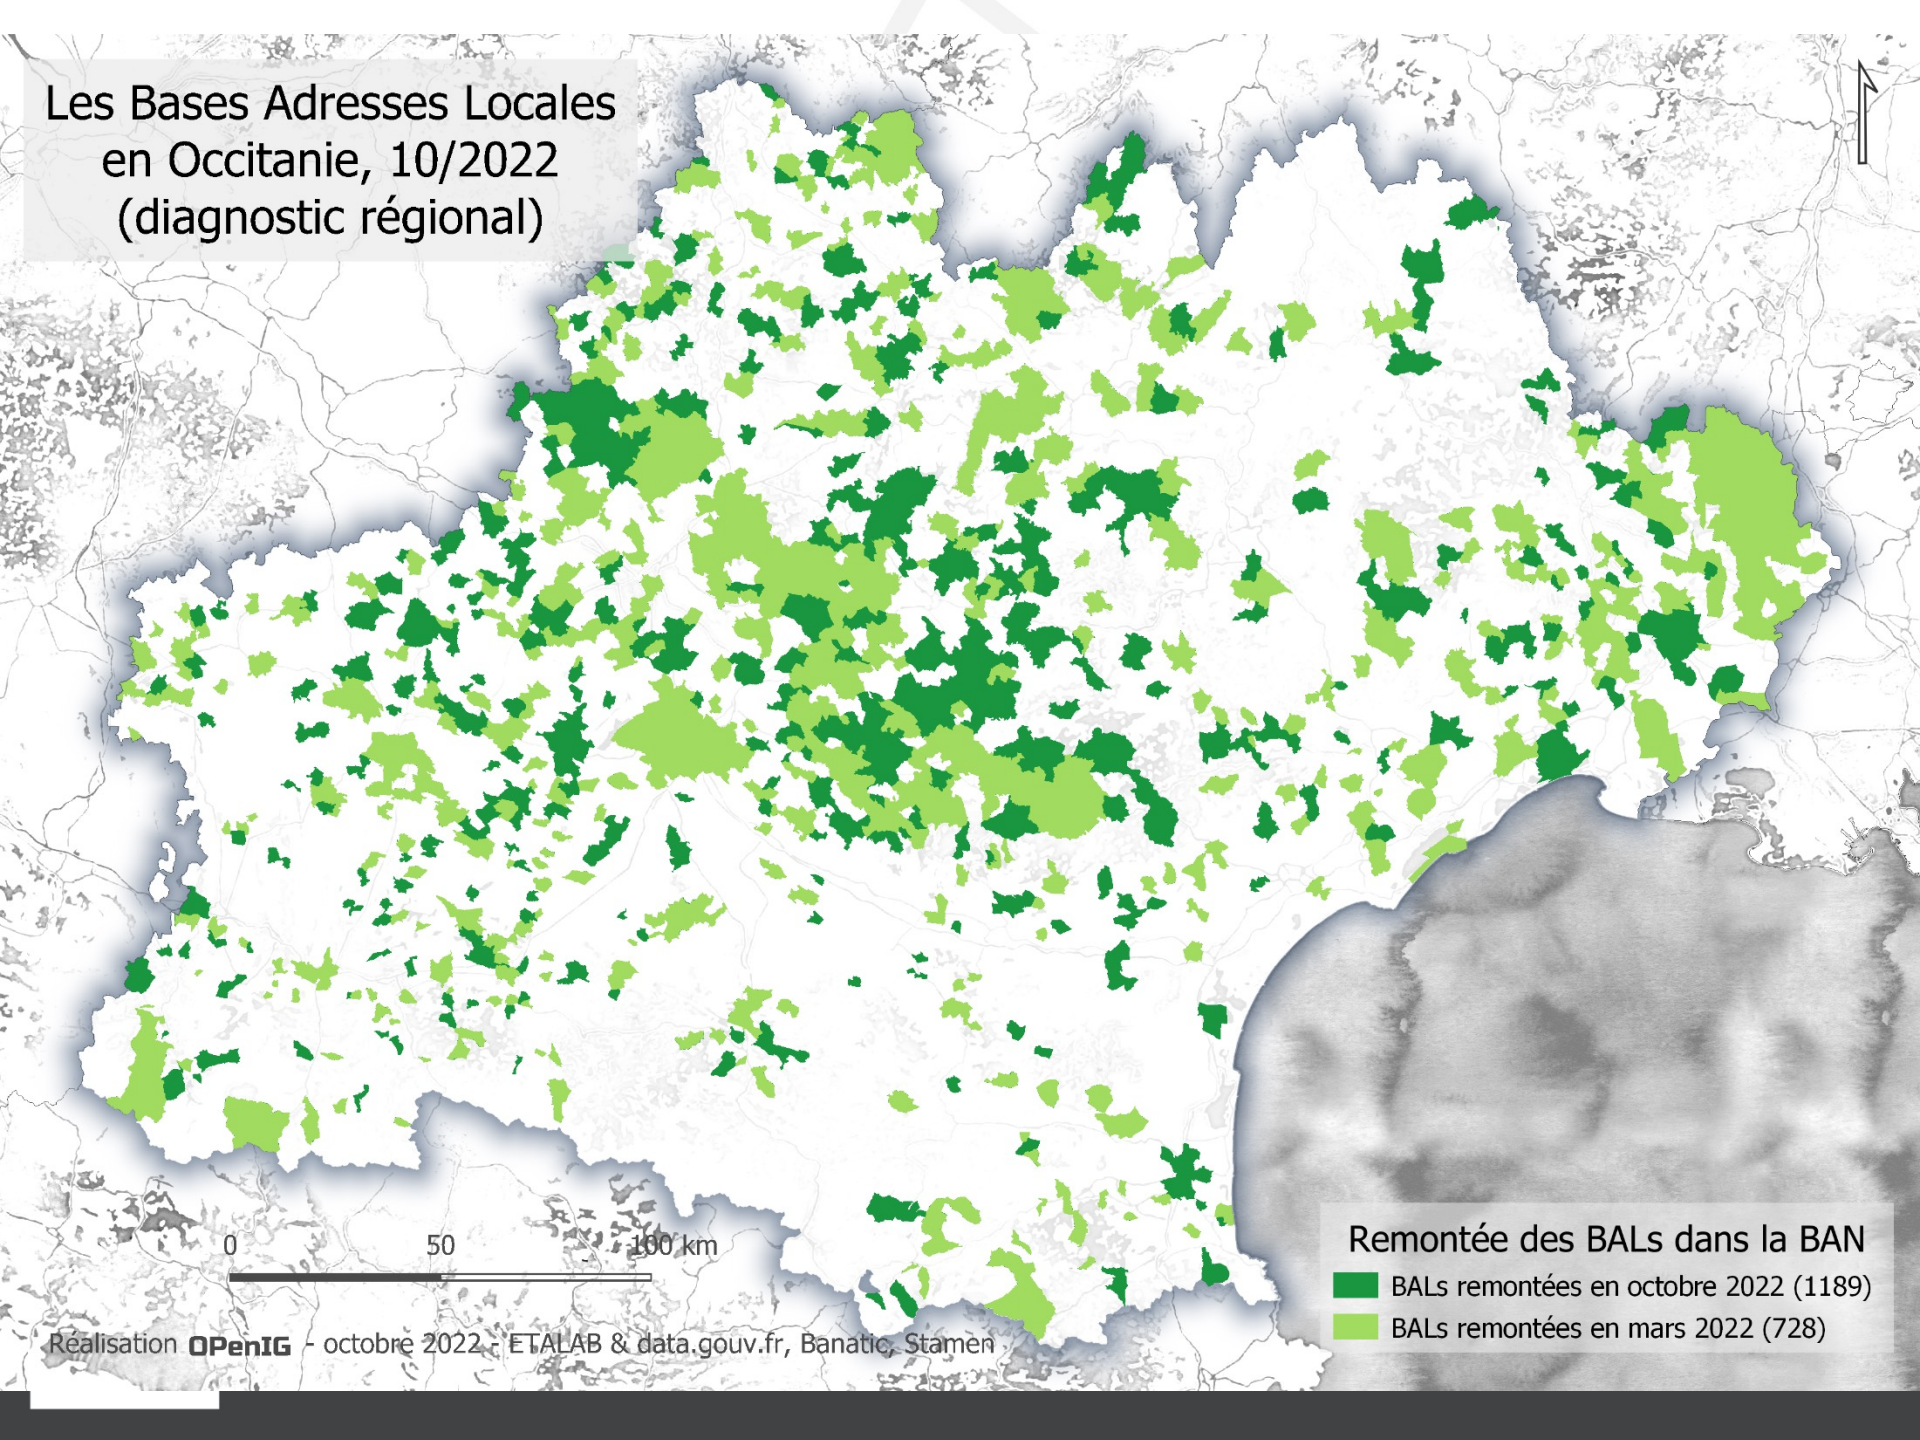 Les Bases Adresses Locales
en Occitanie, 10/2022
(diagnostic régional)
0 50 100 km
Réalisation OPenIG - octobre 2022 - ETALAB & data.gouv.fr, Banatic, Stamen
Remontée des BALs dans la BAN
BALs remontées en octobre 2022 (1189)
BALs remontées en mars 2022 (728)